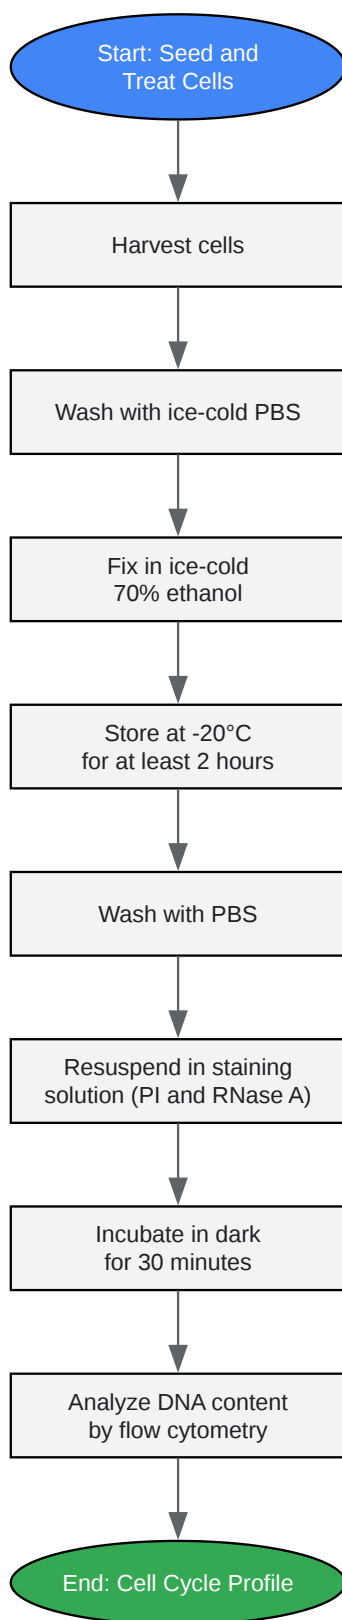 Start: Seed and
Treat Cells
Harvest cells
Wash with ice-cold PBS
Fix in ice-cold
70% ethanol
Store at -20°C
for at least 2 hours
Wash with PBS
Resuspend in staining
solution (PI and RNase A)
Incubate in dark
for 30 minutes
Analyze DNA content
by flow cytometry
End: Cell Cycle Profile